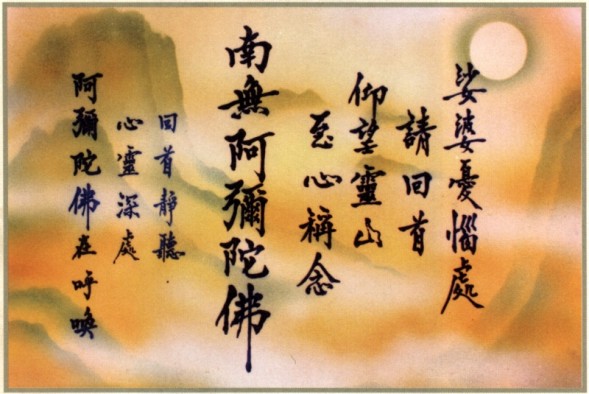 娑婆憂惱處
請回首
仰望靈山
至心稱念
南無阿彌陀佛
回首靜聽
心靈深處
阿彌陀佛在呼喚